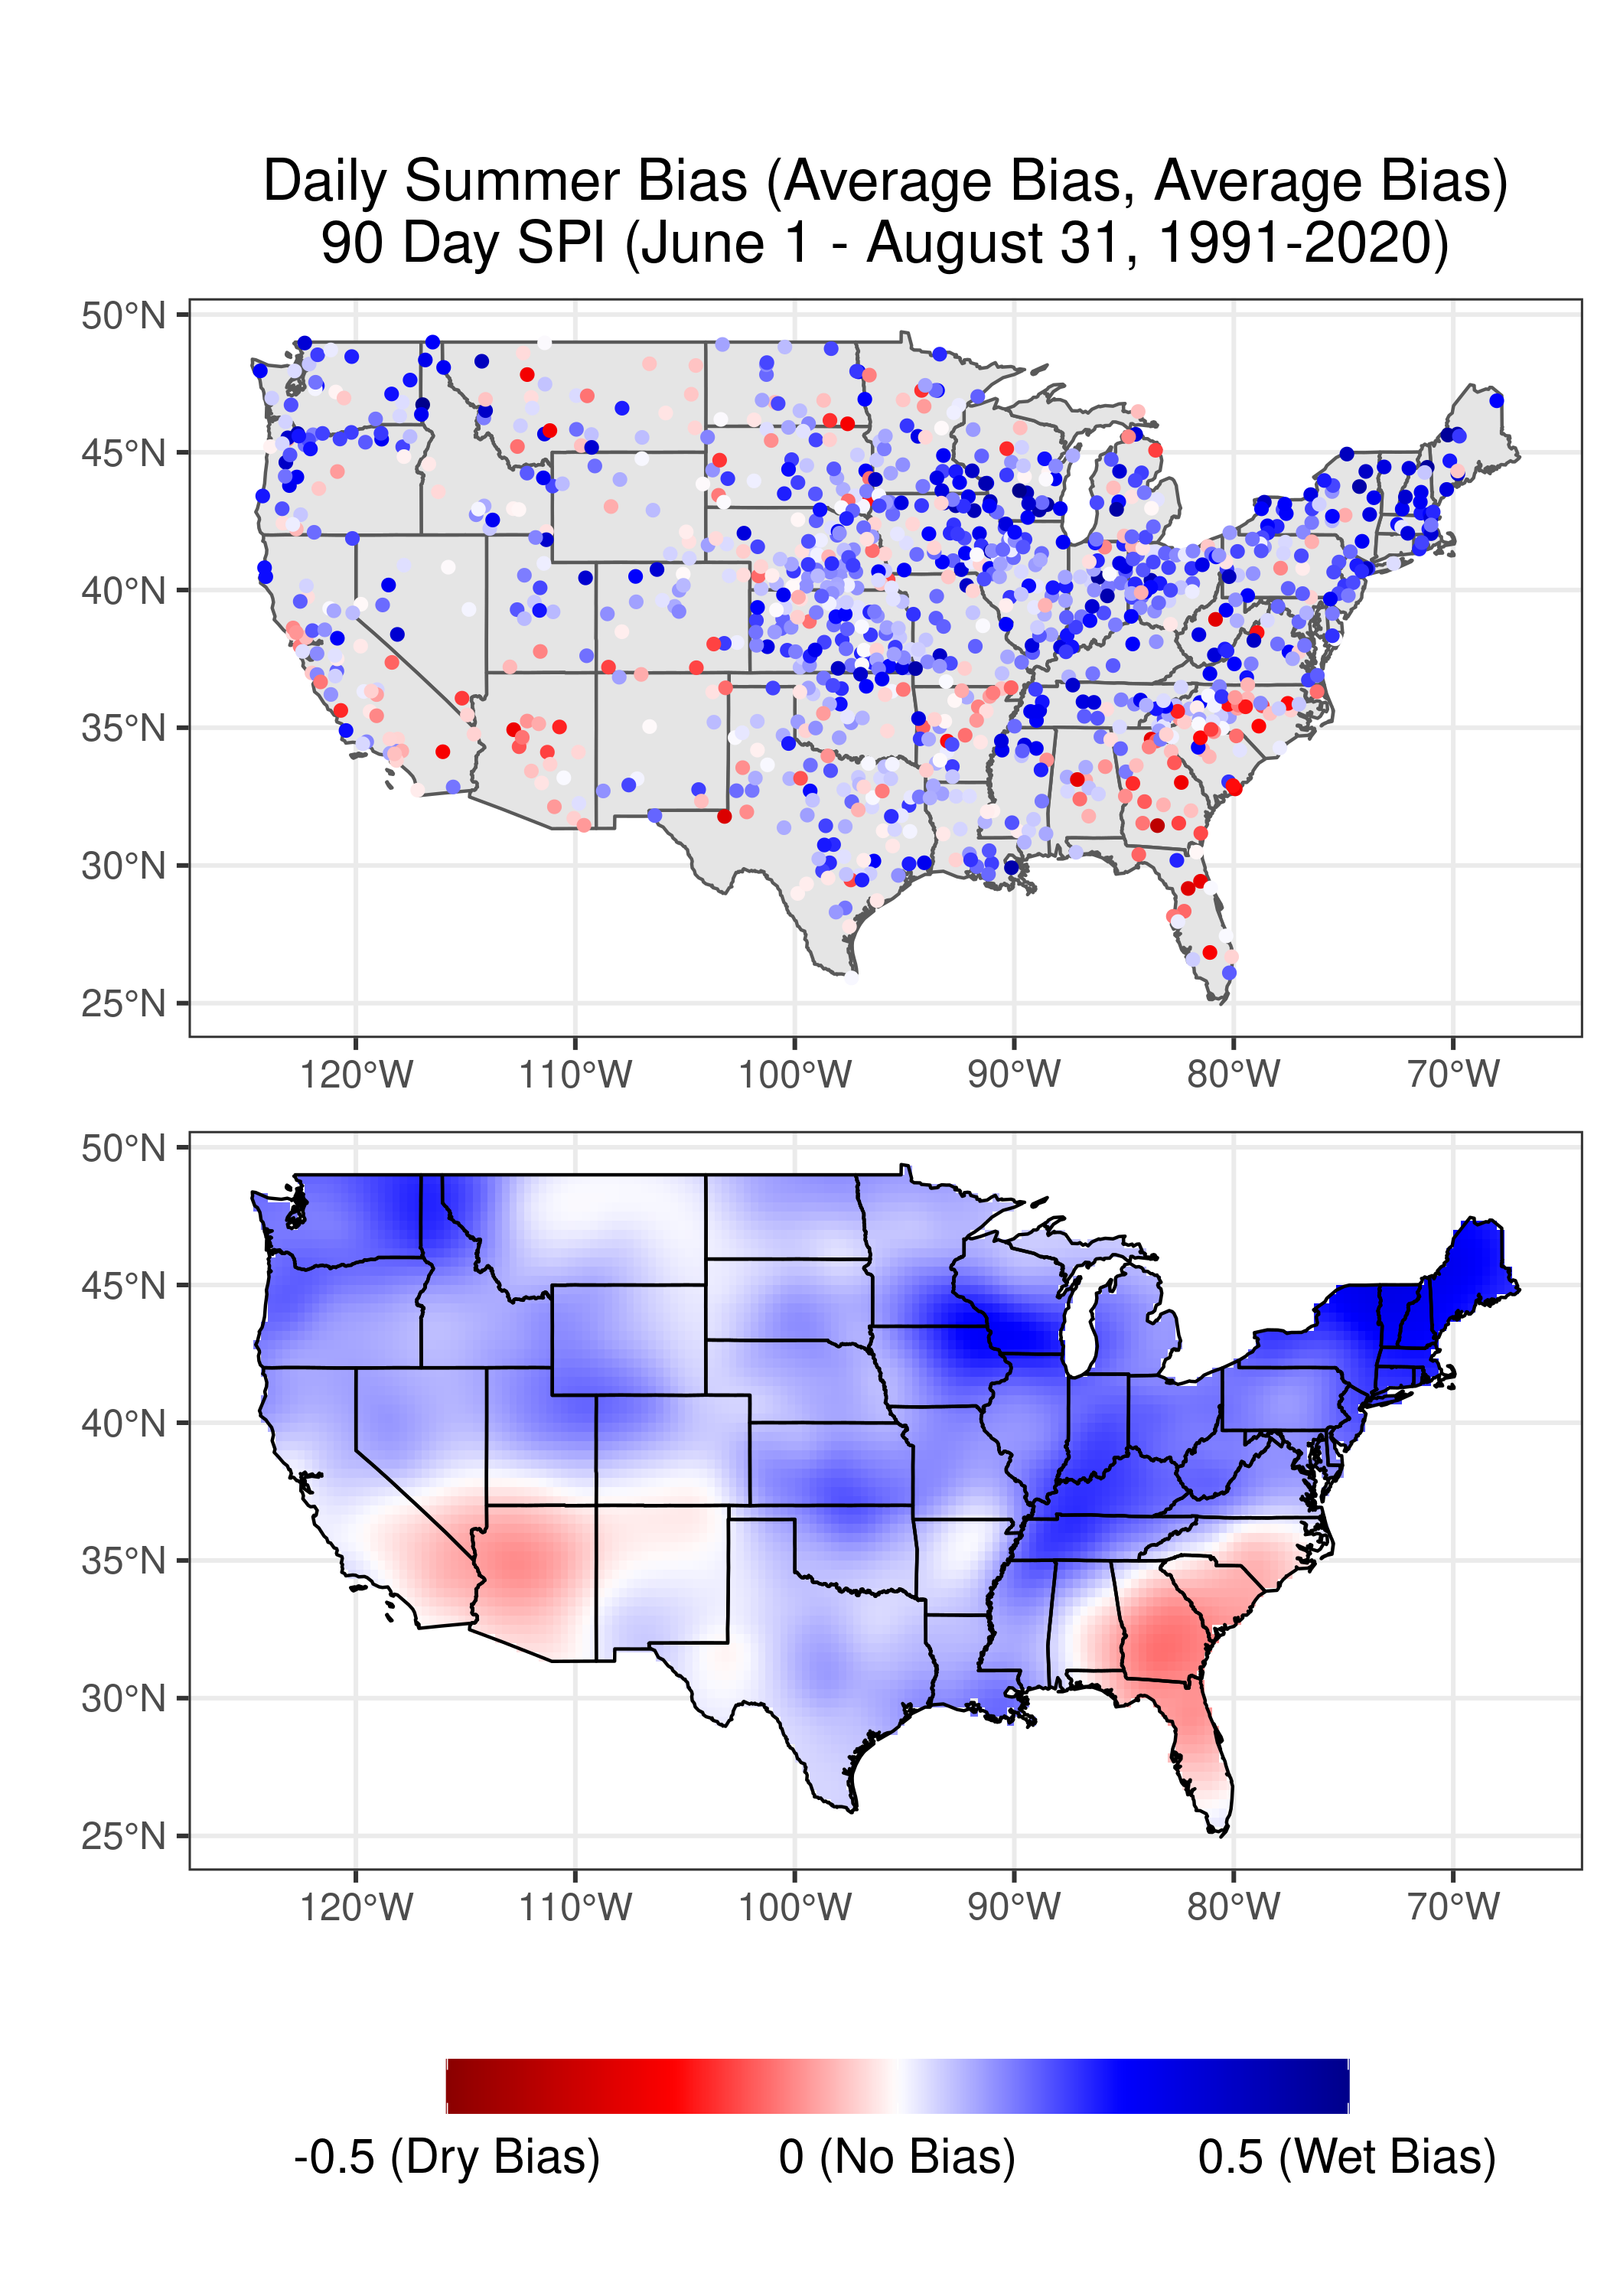 Daily Summer Bias (Average Bias, Average Bias)
90 Day SPI (June 1 - August 31, 1991-2020)
50°N
45°N
40°N
35°N
30°N
25°N
120°W 110°W 100°W 90°W 80°W 70°W
50°N
45°N
40°N
35°N
30°N
25°N
120°W 110°W 100°W 90°W 80°W 70°W
-0.5 (Dry Bias) 0 (No Bias) 0.5 (Wet Bias)